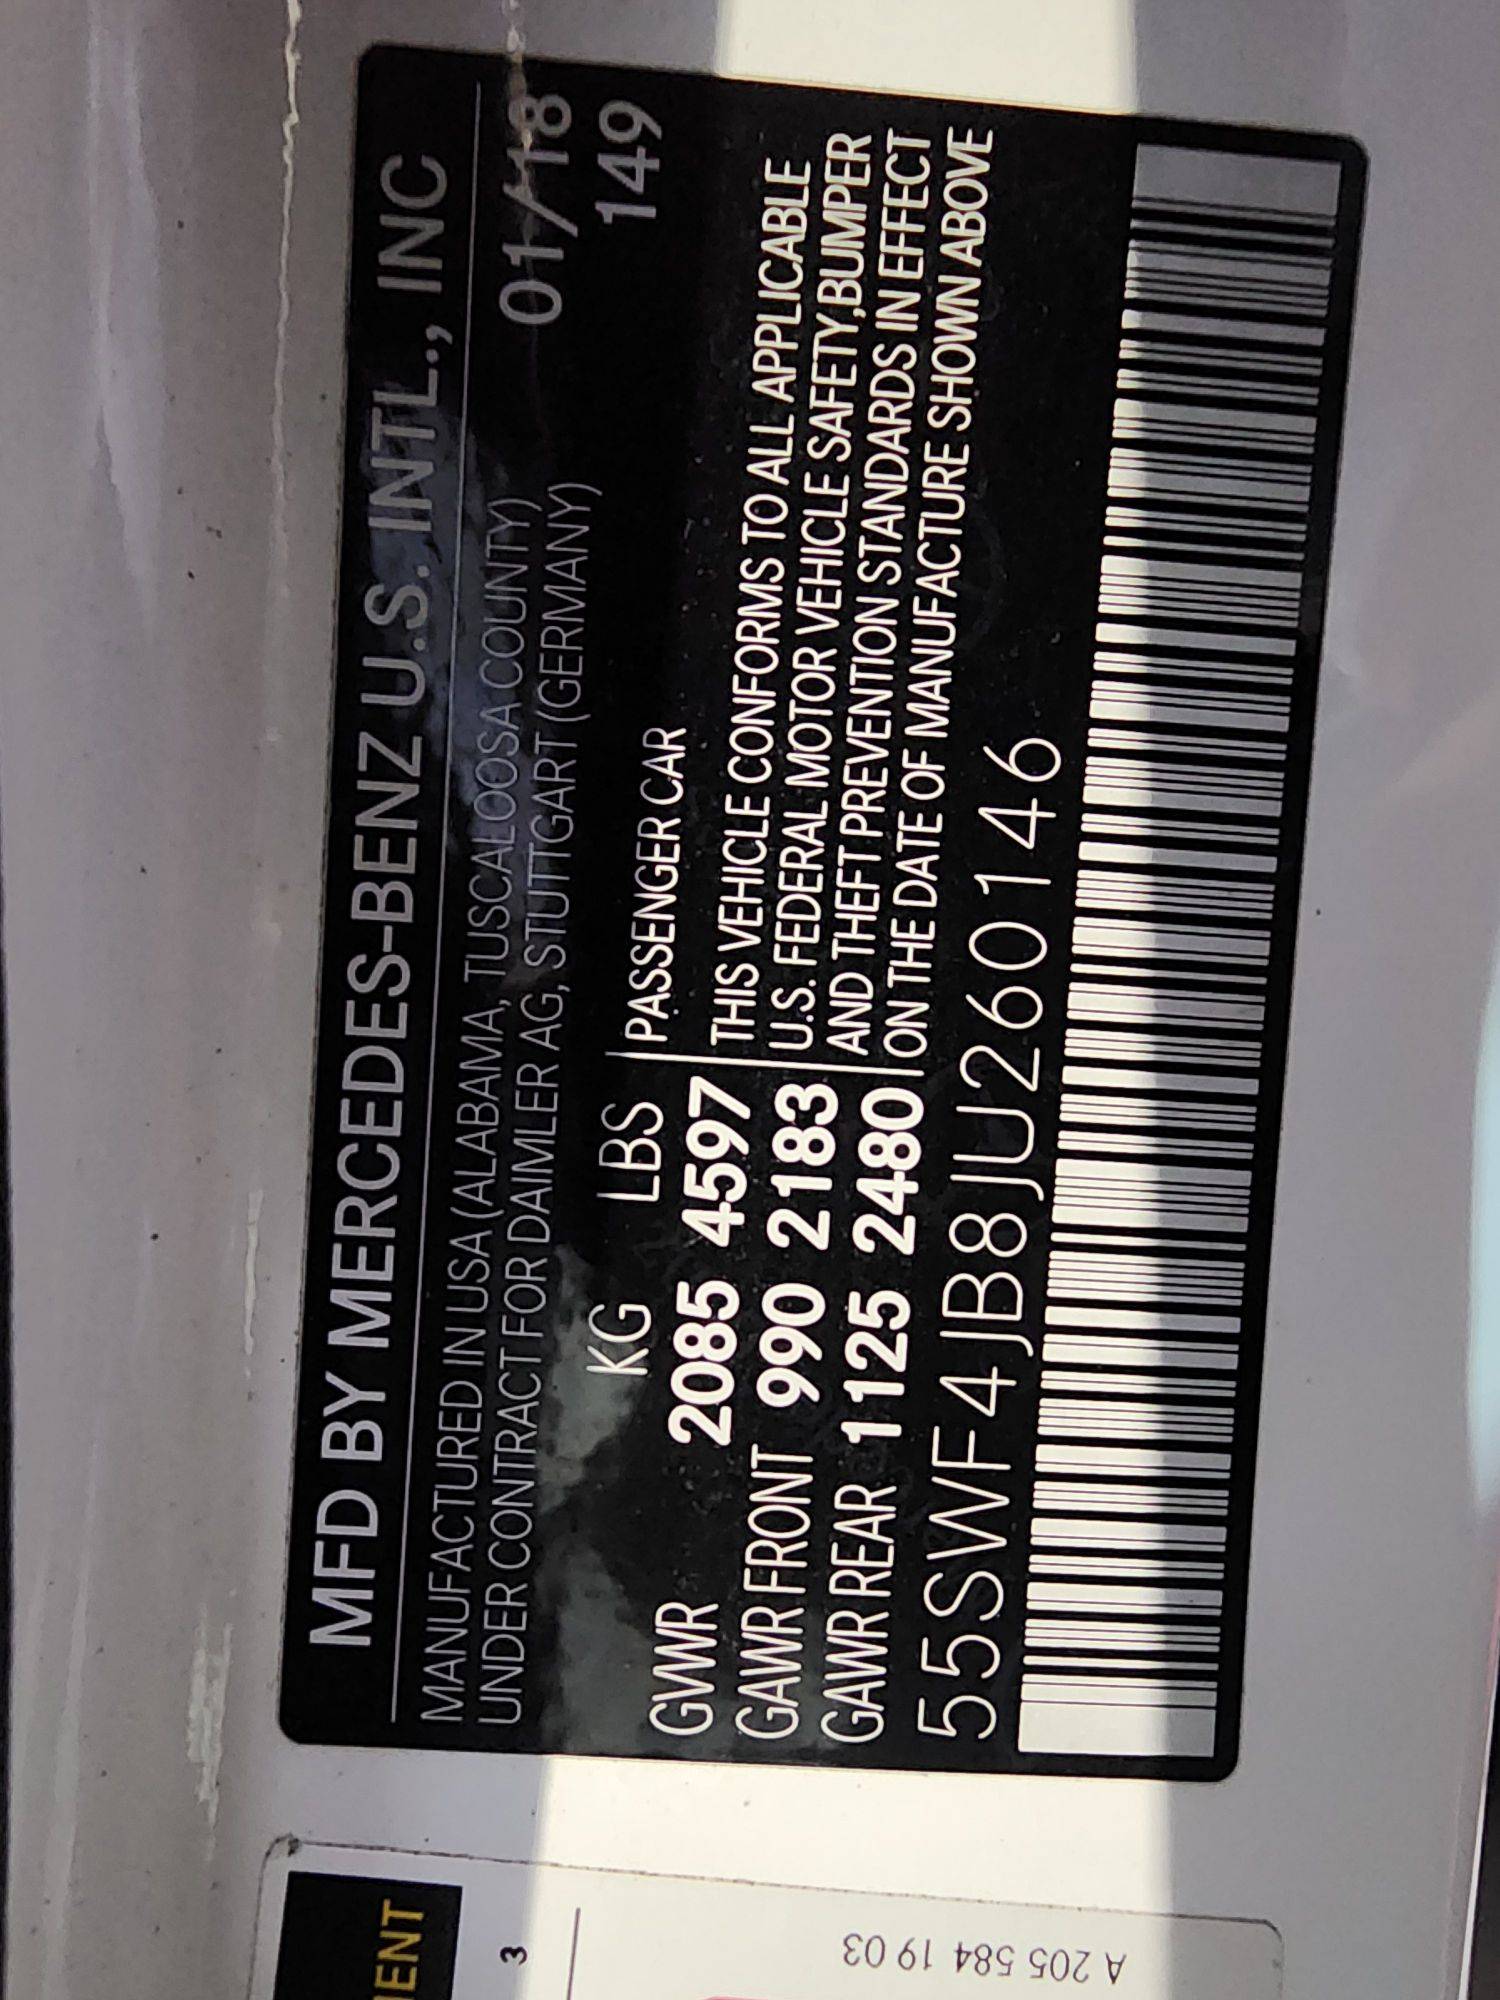 MFD BY MERCEDES-BENZ U.S. INTL., INC
MANUFACTURED IN USA (ALABAMA, TUSCALOOSA COUNTY) 01/18
UNDER CONTRACT FOR DAIMLER AG, STUTTGART (GERMANY) 149
KG LBS PASSENGER CAR
GVWR 2085 4597 THIS VEHICLE CONFORMS TO ALL APPLICABLE
GAWR FRONT 990 2183 U.S. FEDERAL MOTOR VEHICLE SAFETY,BUMPER
GAWR REAR 1125 2480 AND THEFT PREVENTION STANDARDS IN EFFECT
ON THE DATE OF MANUFACTURE SHOWN ABOVE
55SWF4JB8JU260146
3
A 205 584 19 03